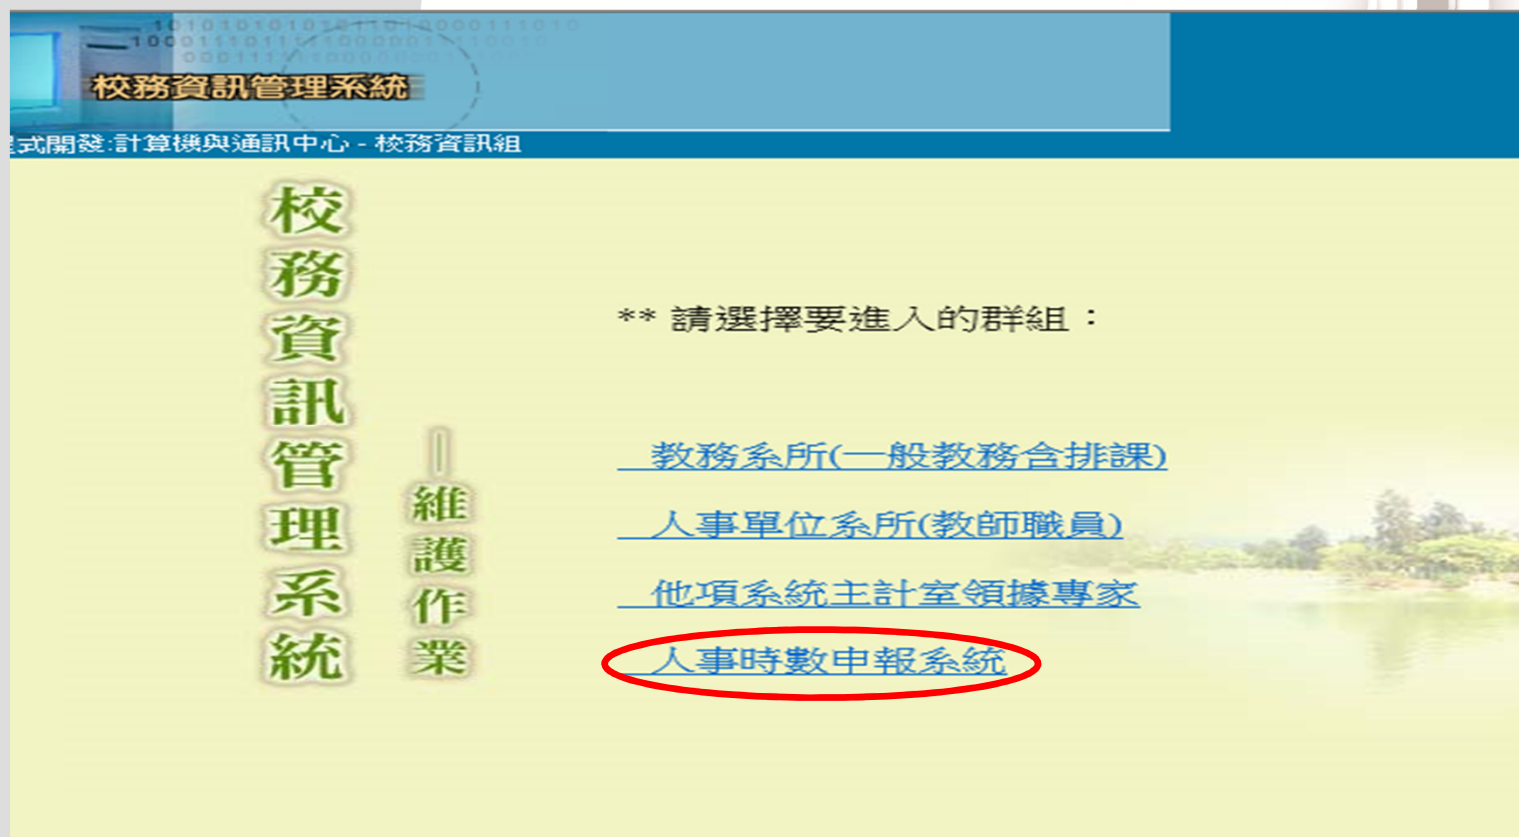 校務資訊管理系統
式開發:計算機與通訊中心 - 校務資訊組
校務資訊管理系統
—維護作業
** 請選擇要進入的群組：
教務系所(一般教務含排課)
人事單位系所(教師職員)
他項系統主計室領據專家
人事時數申報系統